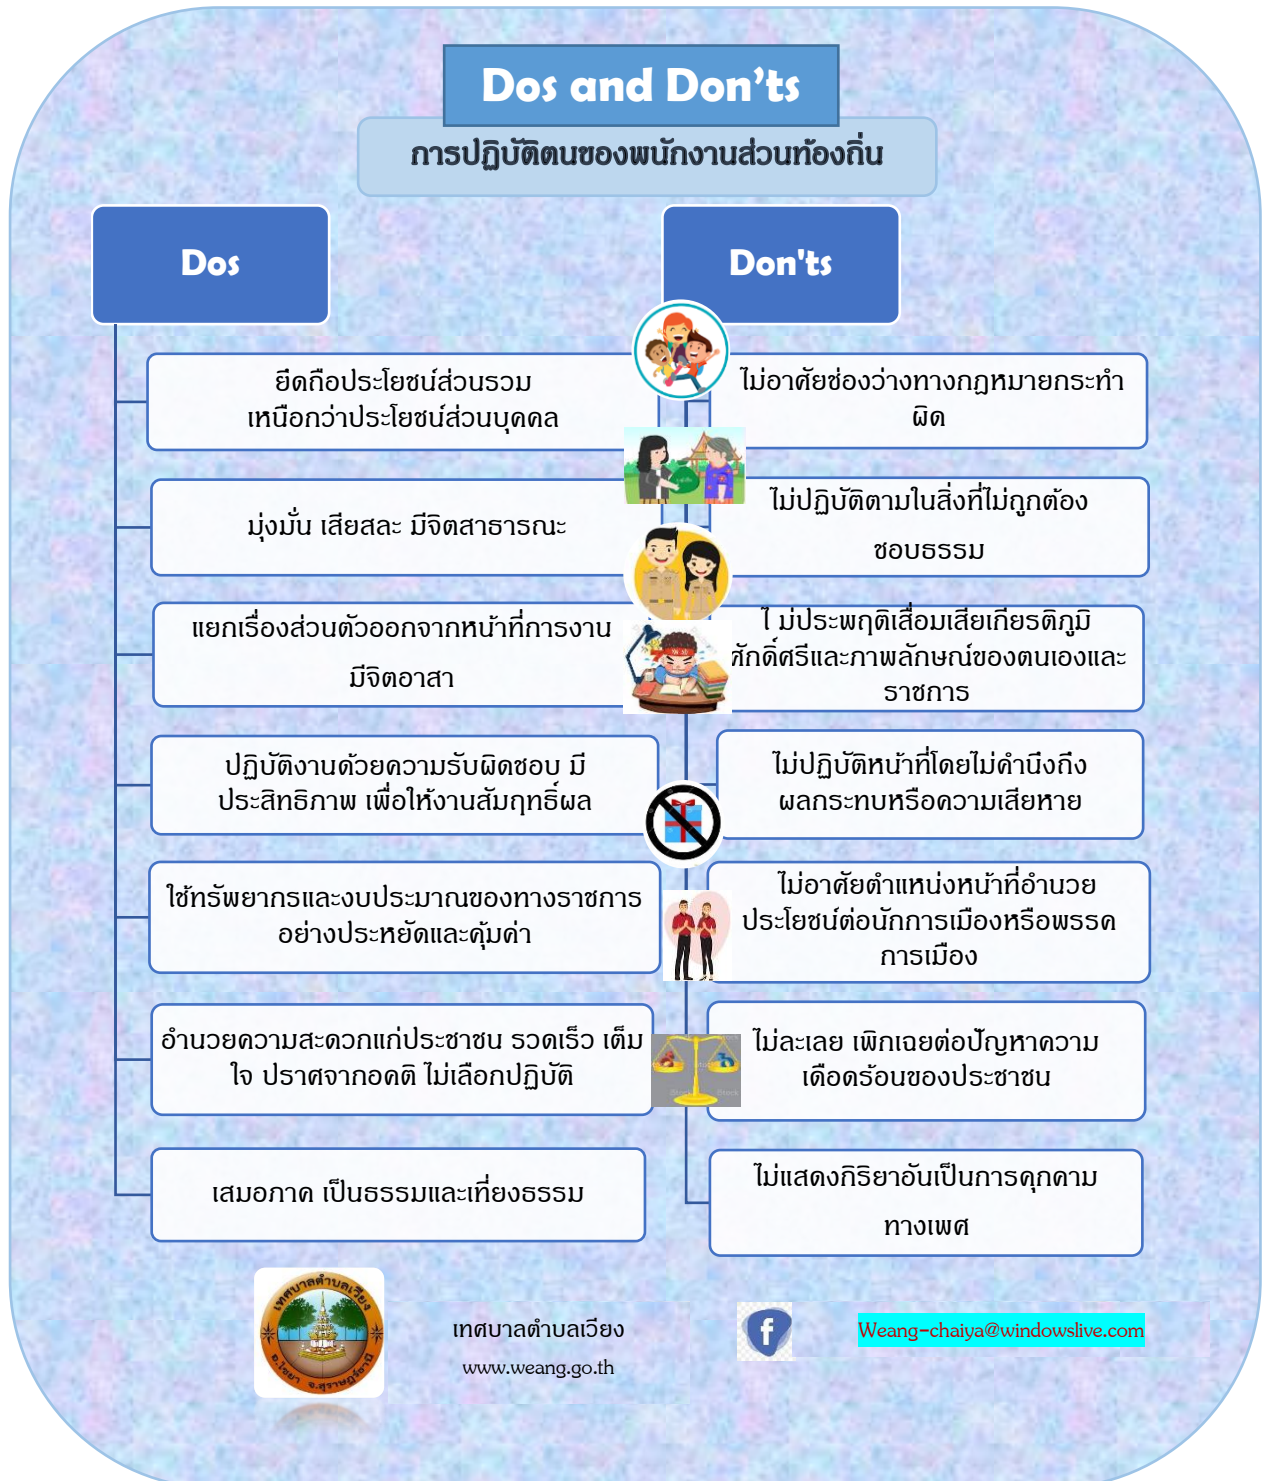 Dos and Don’ts
การปฏิบัติตนของพนักงานส่วนท้องถิ่น
Dos
ยึดถือประโยชน์ส่วนรวม
เหนือกว่าประโยชน์ส่วนบุคคล
มุ่งมั่น เสียสละ มีจิตสาธารณะ
แยกเรื่องส่วนตัวออกจากหน้าที่การงาน
มีจิตอาสา
ปฏิบัติงานด้วยความรับผิดชอบ มี
ประสิทธิภาพ เพื่อให้งานสัมฤทธิ์ผล
ใช้ทรัพยากรและงบประมาณของทางราชการ
อย่างประหยัดและคุ้มค่า
อำนวยความสะดวกแก่ประชาชน รวดเร็ว เต็ม
ใจ ปราศจากอคติ ไม่เลือกปฏิบัติ
เสมอภาค เป็นธรรมและเที่ยงธรรม
Don'ts
ไม่อาศัยช่องว่างทางกฎหมายกระทำ
ผิด
ไม่ปฏิบัติตามในสิ่งที่ไม่ถูกต้อง
ชอบธรรม
ไ ม่ประพฤติเสื่อมเสียเกียรติภูมิ
ศักดิ์ศรีและภาพลักษณ์ของตนเองและ
ราชการ
ไม่ปฏิบัติหน้าที่โดยไม่คำนึงถึง
ผลกระทบหรือความเสียหาย
ไม่อาศัยตำแหน่งหน้าที่อำนวย
ประโยชน์ต่อนักการเมืองหรือพรรค
การเมือง
ไม่ละเลย เพิกเฉยต่อปัญหาความ
เดือดร้อนของประชาชน
ไม่แสดงกิริยาอันเป็นการคุกคาม
ทางเพศ
เทศบาลตำบลเวียง
อ.ไชยา จ.สุราษฎร์ธานี
เทศบาลตำบลเวียง
www.weang.go.th
f
Weang-chaiya@windowslive.com